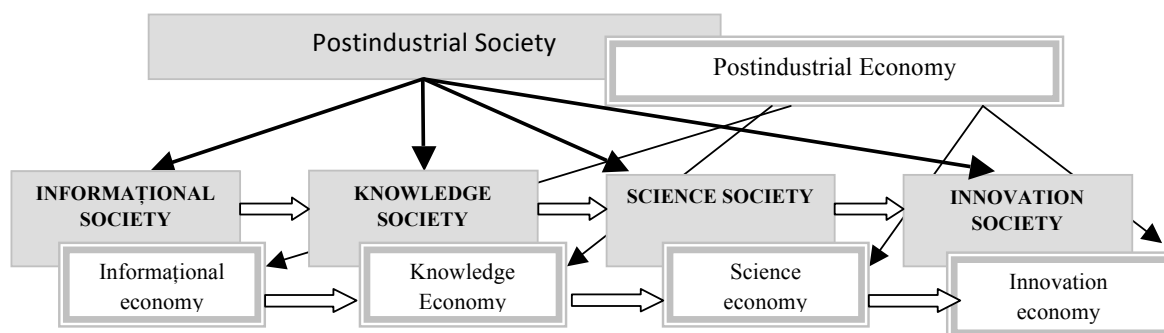 Postindustrial Society
Postindustrial Economy
INFORMAȚIONAL
SOCIETY
KNOWLEDGE
SOCIETY
SCIENCE SOCIETY
INNOVATION
SOCIETY
Informațional
economy
Knowledge
Economy
Science
economy
Innovation
economy